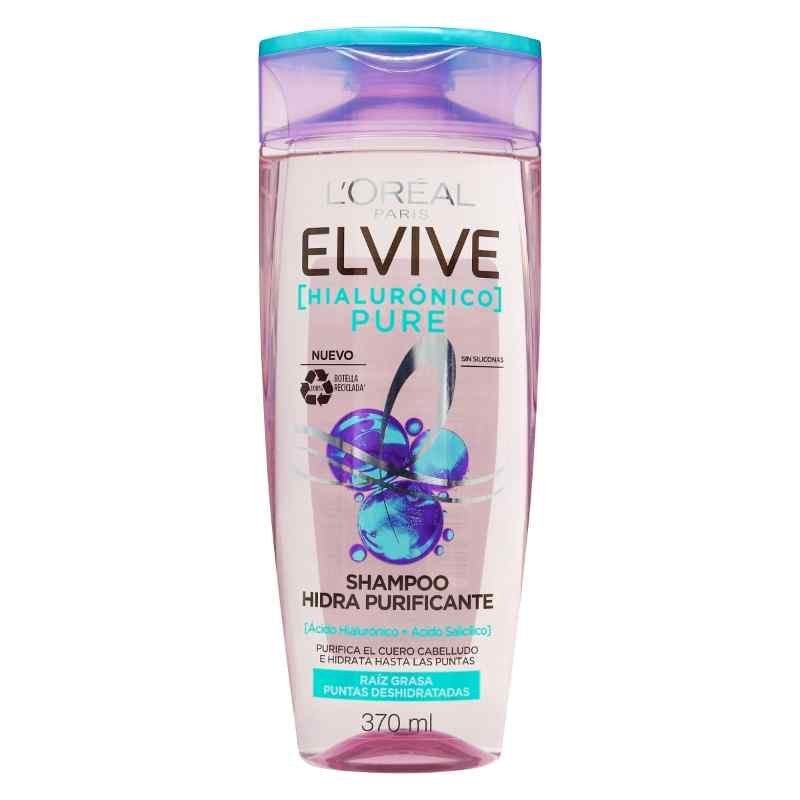 L'ORÉAL
PARIS
ELVIVE
[HIALURÓNICO]
PURE
NUEVO
SIN SILICONAS
100%
BOTELLA
RECICLADA*
SHAMPOO
HIDRA PURIFICANTE
[Ácido Hialurónico + Ácido Salicílico]
PURIFICA EL CUERO CABELLUDO
E HIDRATA HASTA LAS PUNTAS
RAÍZ GRASA
PUNTAS DESHIDRATADAS
370 ml